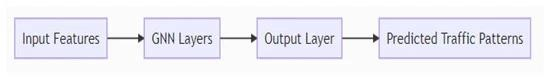 Input Features
GNN Layers
Output Layer
Predicted Traffic Patterns